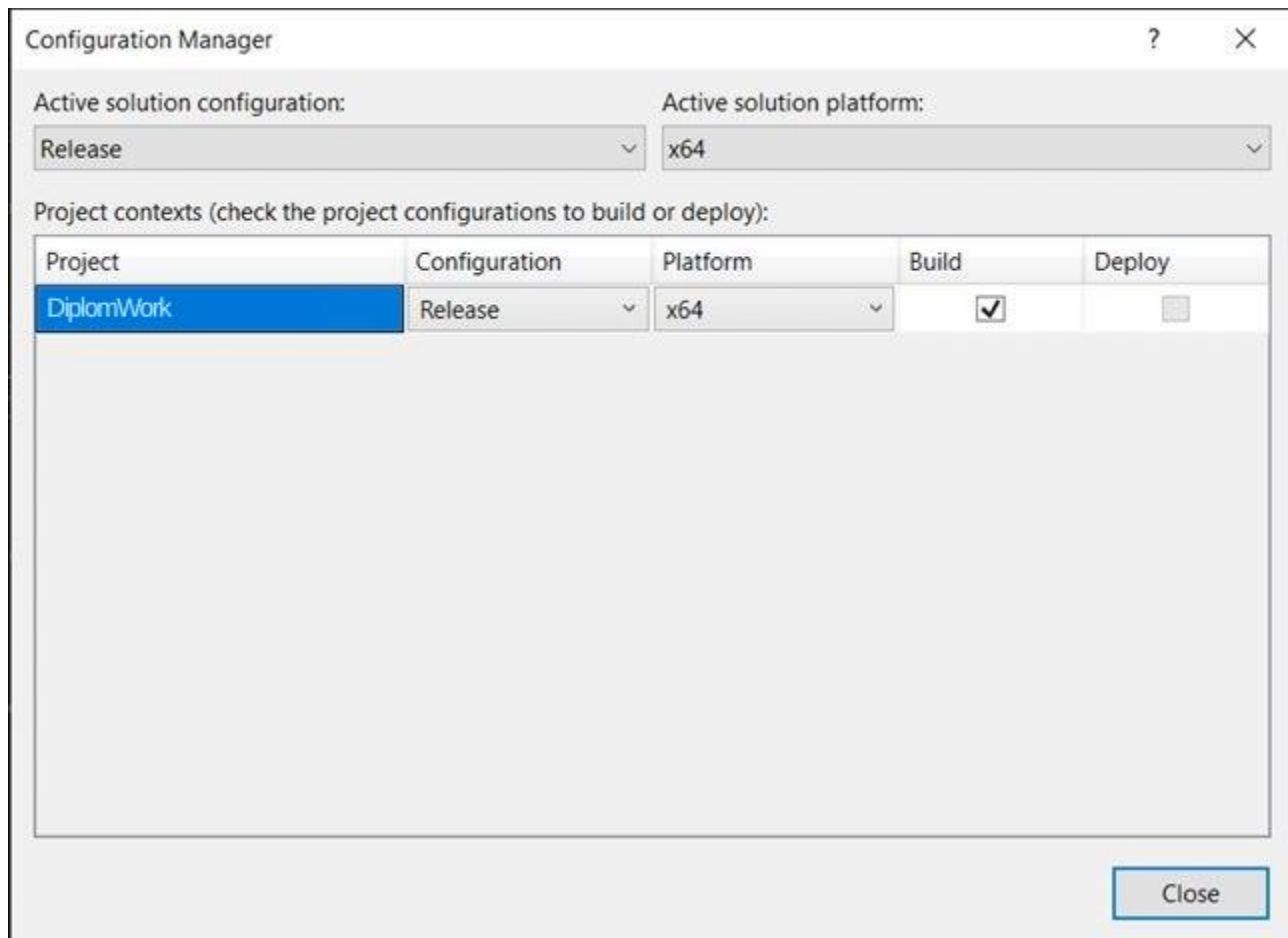 Configuration Manager ?
Active solution configuration: Active solution platform:
Release x64
Project contexts (check the project configurations to build or deploy):
Project Configuration Platform Build Deploy
DiplomWork Release x64
Close